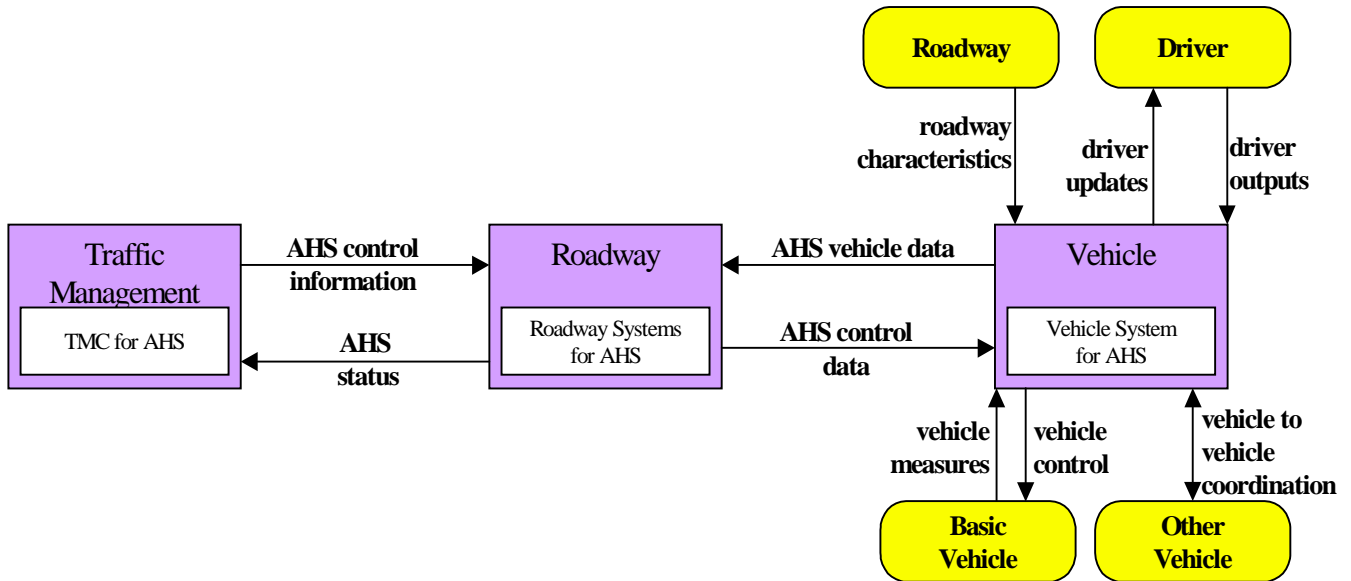 Roadway
Driver
roadway
characteristics
driver
updates
driver
outputs
Traffic
Management
TMC for AHS
AHS control
information
AHS
status
Roadway
Roadway Systems
for AHS
AHS vehicle data
AHS control
data
Vehicle
Vehicle System
for AHS
vehicle
measures
vehicle
control
vehicle to
vehicle
coordination
Basic
Vehicle
Other
Vehicle